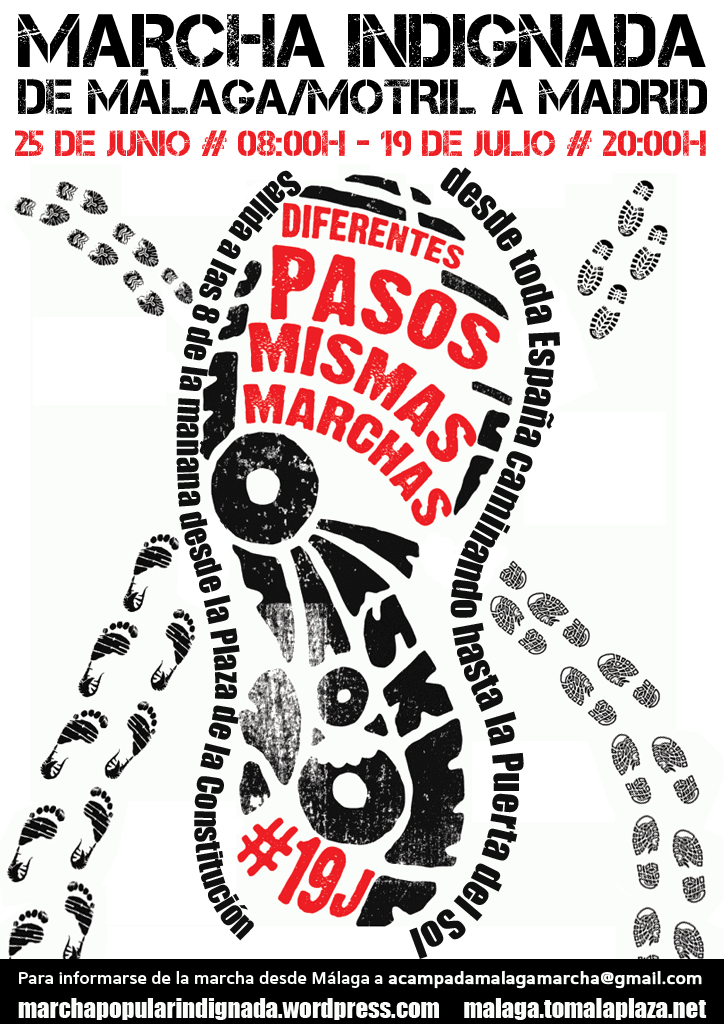 MARCHA INDIGNADA
DE MÁLAGA/MOTRIL A MADRID
25 DE JUNIO # 08:00H - 19 DE JULIO # 20:00H
Salida a las 8 de la mañana desde la Plaza de la Constitución
desde toda España caminando hasta la Puerta del Sol
DIFERENTES
PASOS
MISMAS
MARCHAS
#19J
Para informarse de la marcha desde Málaga a acampadamalagamarcha@gmail.com
marchapopularindignada.wordpress.com malaga.tomalaplaza.net